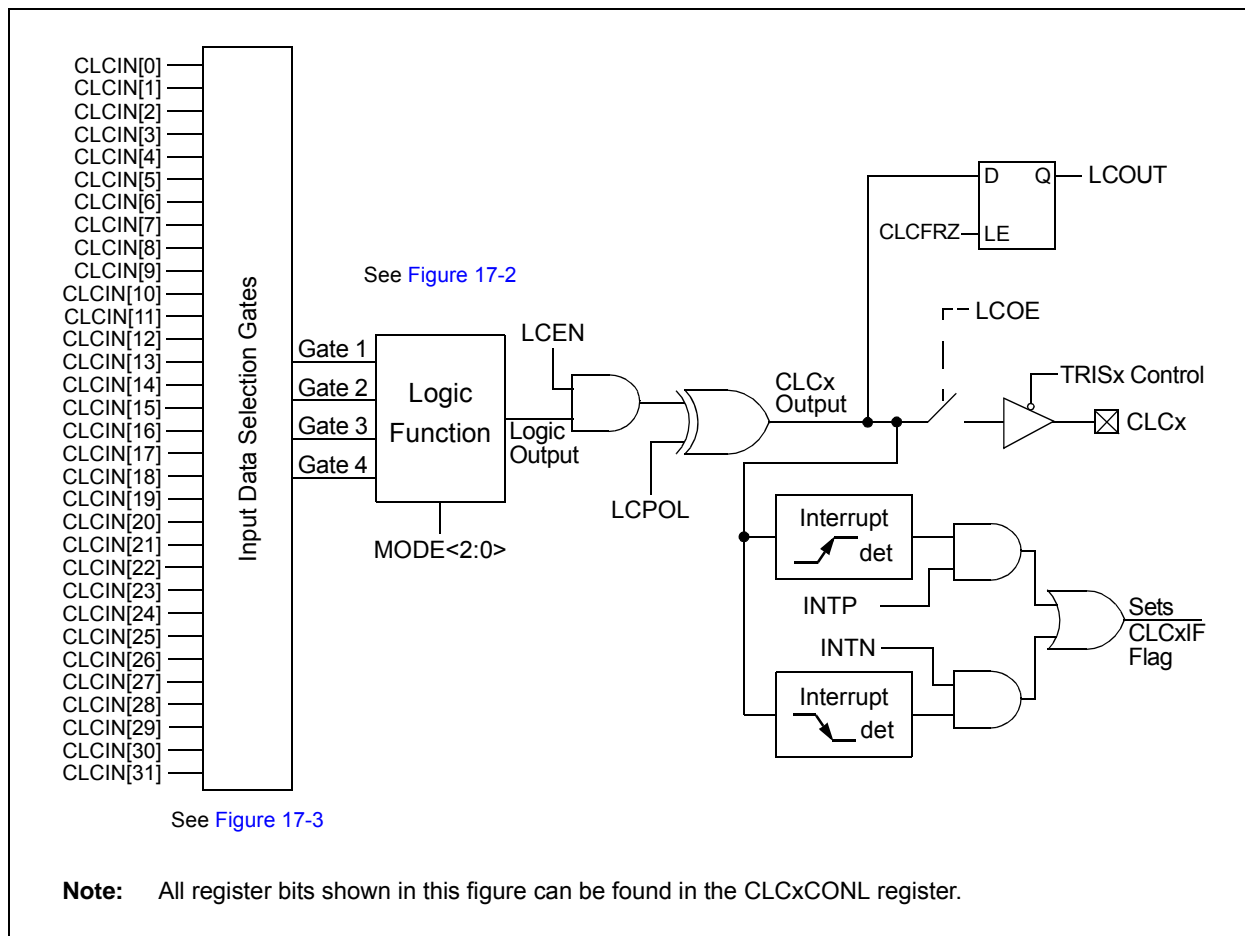 CLCIN[0]
CLCIN[1]
CLCIN[2]
CLCIN[3]
CLCIN[4]
CLCIN[5]
CLCIN[6]
CLCIN[7]
CLCIN[8]
CLCIN[9]
CLCIN[10]
CLCIN[11]
CLCIN[12]
CLCIN[13]
CLCIN[14]
CLCIN[15]
CLCIN[16]
CLCIN[17]
CLCIN[18]
CLCIN[19]
CLCIN[20]
CLCIN[21]
CLCIN[22]
CLCIN[23]
CLCIN[24]
CLCIN[25]
CLCIN[26]
CLCIN[27]
CLCIN[28]
CLCIN[29]
CLCIN[30]
CLCIN[31]
Input Data Selection Gates
See Figure 17-3
See Figure 17-2
Gate 1
Gate 2
Gate 3
Gate 4
Logic
Function
MODE<2:0>
Logic
Output
LCEN
LCPOL
CLCx
Output
D
Q
LE
LCOUT
CLCFRZ
LCOE
TRISx Control
CLCx
Interrupt
det
INTP
INTN
Interrupt
det
Sets
CLCxIF
Flag
Note: All register bits shown in this figure can be found in the CLCxCONL register.